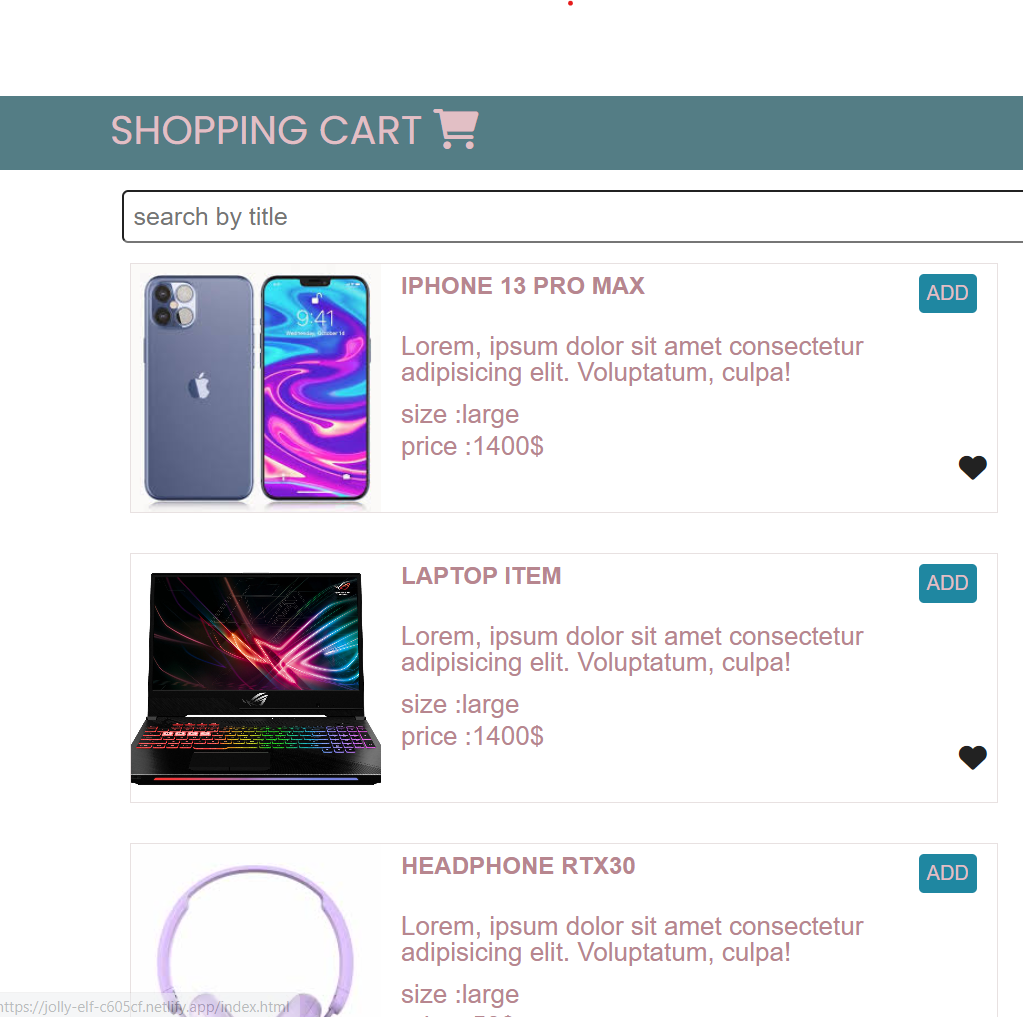 SHOPPING CART
search by title
IPHONE 13 PRO MAX
ADD
9:41
Wednesday, October 14
Lorem, ipsum dolor sit amet consectetur
adipisicing elit. Voluptatum, culpa!
size :large
price :1400$
LAPTOP ITEM
ADD
Lorem, ipsum dolor sit amet consectetur
adipisicing elit. Voluptatum, culpa!
size :large
price :1400$
HEADPHONE RTX30
ADD
Lorem, ipsum dolor sit amet consectetur
adipisicing elit. Voluptatum, culpa!
size :large
https://jolly-elf-c605cf.netlify.app/index.html